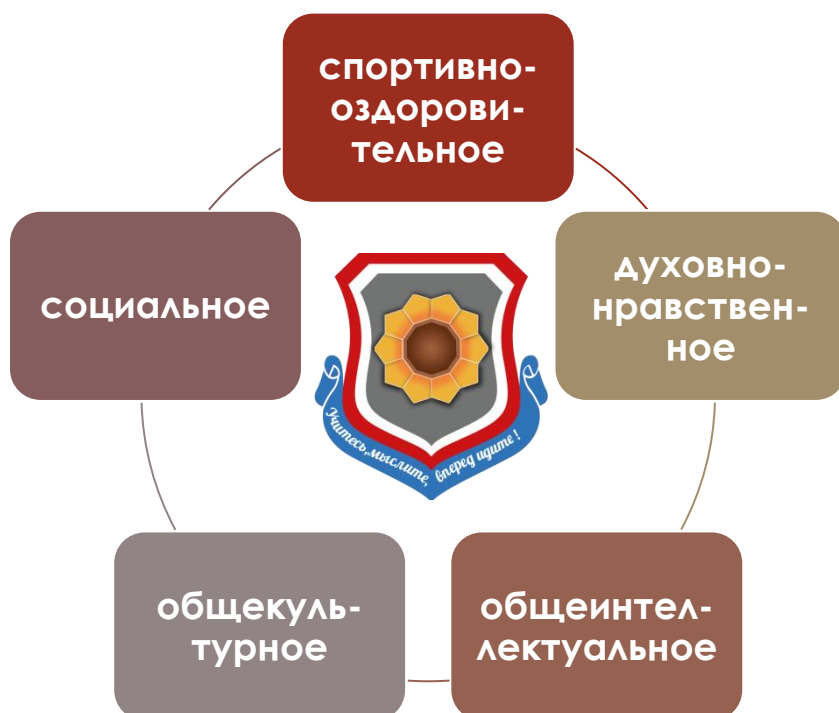 спортивно-
оздорови-
тельное
социальное
духовно-
нравствен-
ное
Учитесь, мыслите, вперед идите !
общекуль-
турное
общеинтел-
лектуальное